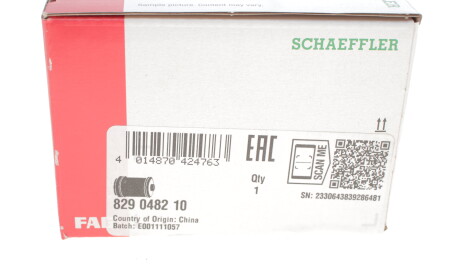 SCHAEFFLER
4 014870 424763
EAC
SCAN ME
Qty
1
829 0482 10
SN: 2330643839286481
Country of Origin: China
Batch: E001111057
FA